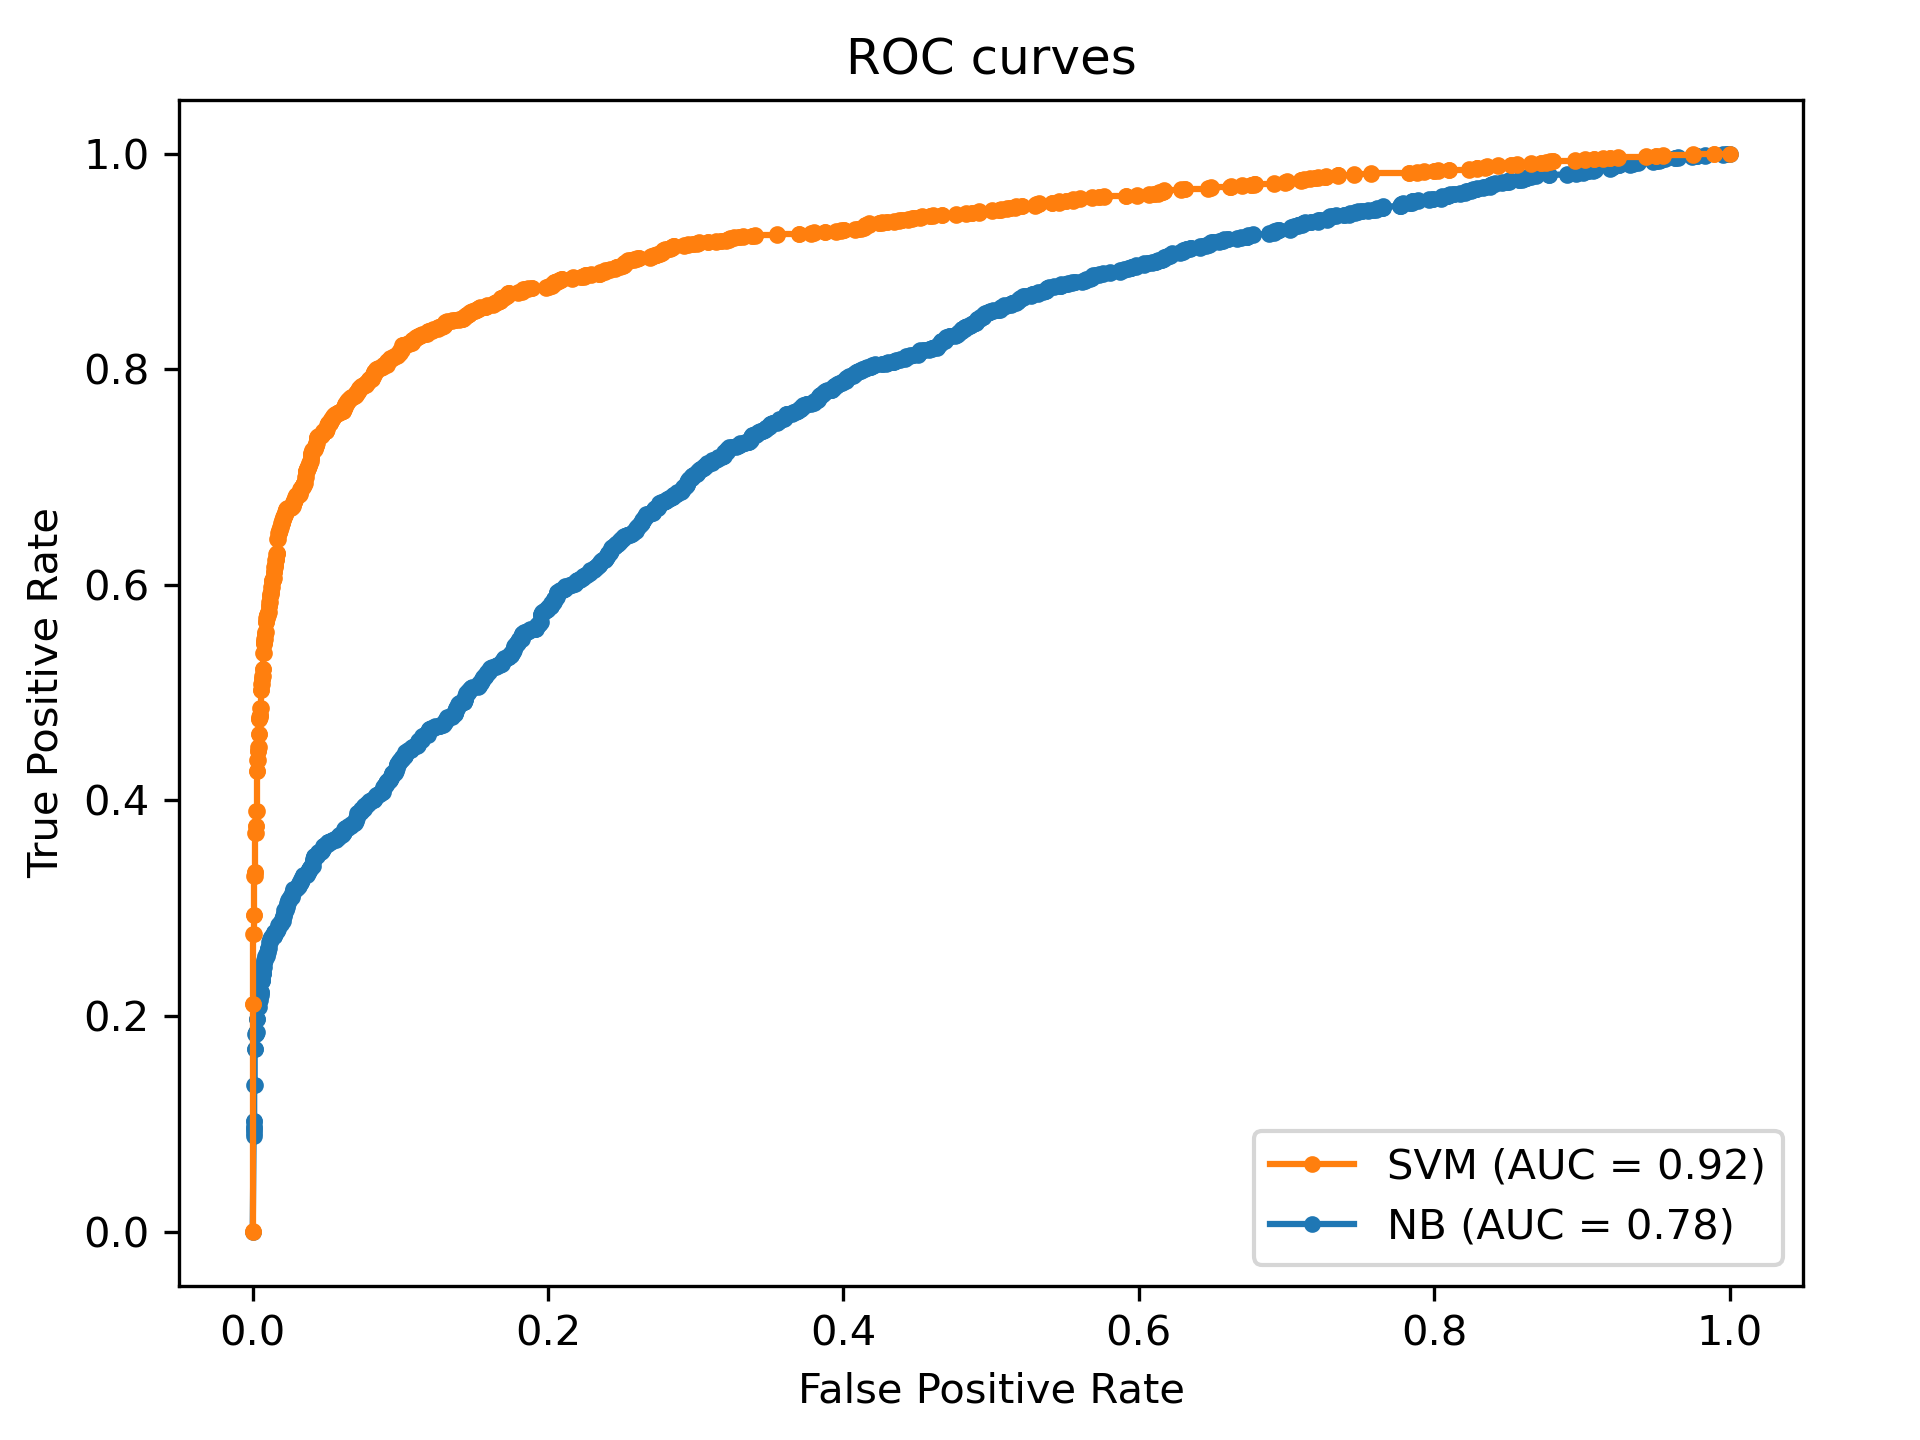 ROC curves
True Positive Rate
1.0
0.8
0.6
0.4
0.2
0.0
SVM (AUC = 0.92)
NB (AUC = 0.78)
0.0 0.2 0.4 0.6 0.8 1.0
False Positive Rate